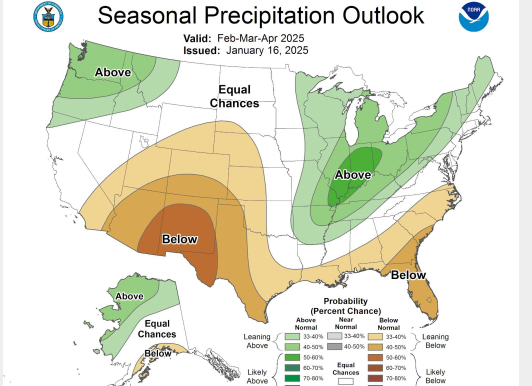 NOAA
Seasonal Precipitation Outlook
Valid: Feb-Mar-Apr 2025
Issued: January 16, 2025
Above
Equal
Chances
Above
Below
Below
Above
Equal
Chances
Below
Probability
(Percent Chance)
Above
Normal
Near
Normal
Below
Normal
Leaning
Above
33-40%
33-40%
33-40%
Leaning
Below
40-50%
40-50%
40-50%
50-60%
50-60%
Likely
Above
60-70%
Equal
Chances
60-70%
Likely
Below
70-80%
70-80%